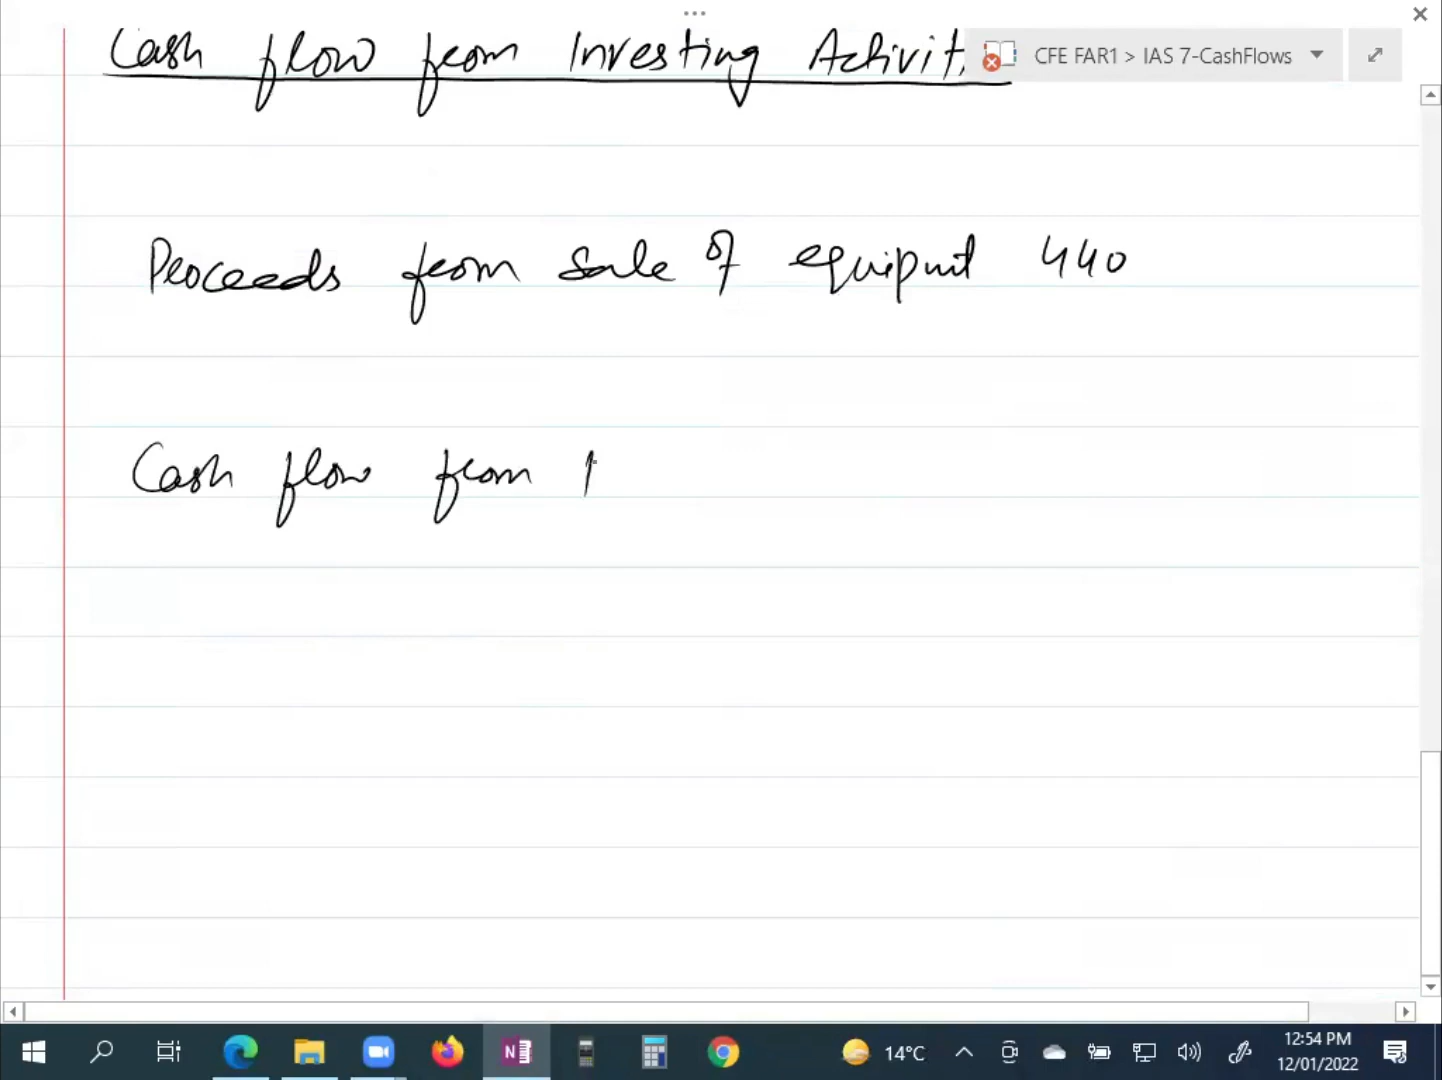 Cash flow from Investing Activit
CFE FAR1 > IAS 7-CashFlows
Proceeds from sale of equipmt 440
Cash flow from
14°C
12:54 PM
12/01/2022